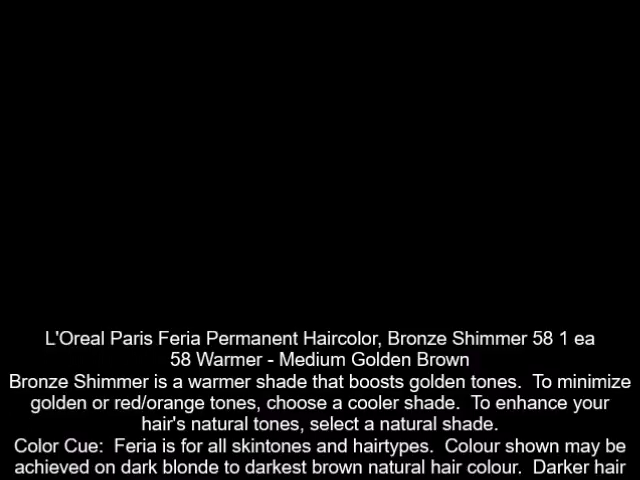 L'Oreal Paris Feria Permanent Haircolor, Bronze Shimmer 58 1 ea
58 Warmer - Medium Golden Brown
Bronze Shimmer is a warmer shade that boosts golden tones.  To minimize
golden or red/orange tones, choose a cooler shade.  To enhance your
hair's natural tones, select a natural shade.
Color Cue:  Feria is for all skintones and hairtypes.  Colour shown may be
achieved on dark blonde to darkest brown natural hair colour.  Darker hair